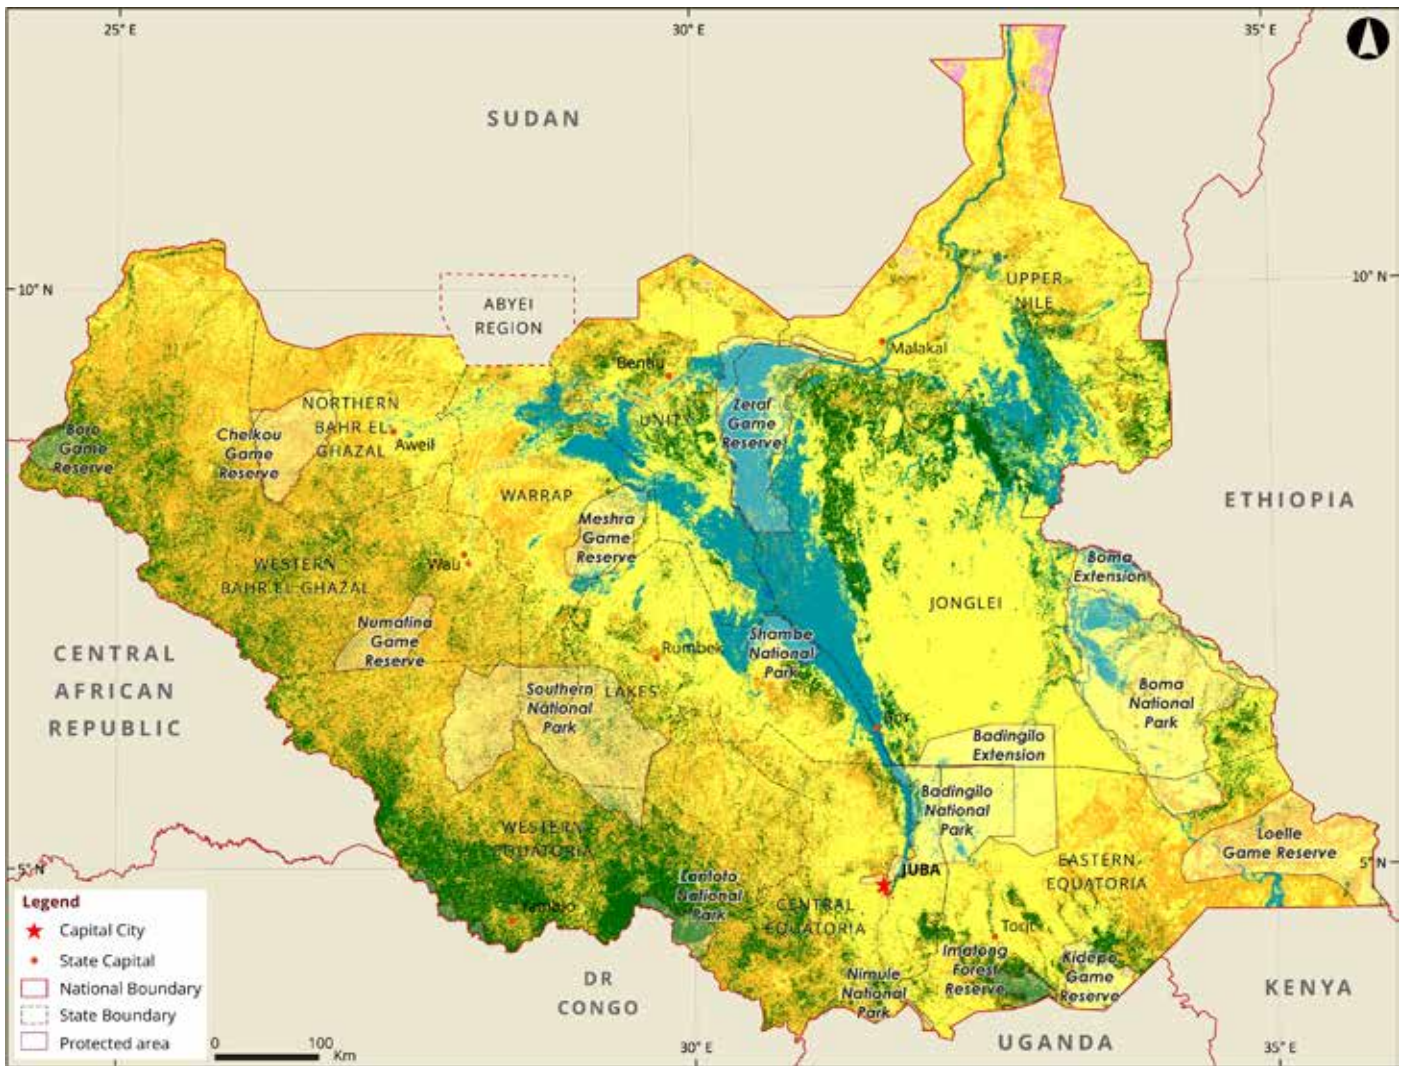 25° E
30° E
35° E
SUDAN
10° N
10° N
ABYEI
REGION
UPPER
NILE
Malakal
Bentiu
UNITY
Zeraf
Game
Reserve
NORTHERN
BAHR EL
GHAZAL
Aweil
Chelkou
Game
Reserve
Boro
Game
Reserve
WARRAP
Meshra
Game
Reserve
ETHIOPIA
WESTERN
BAHR EL GHAZAL
Wau
Boma
Extension
JONGLEI
Numatina
Game
Reserve
Rumbek
Shambe
National
Park
CENTRAL
AFRICAN
REPUBLIC
Southern
National
Park
LAKES
Boma
National
Park
Bor
Badingilo
Extension
Badingilo
National
Park
WESTERN
EQUATORIA
Loelle
Game Reserve
5° N
5° N
JUBA
EASTERN
EQUATORIA
Lantoto
National
Park
Yambio
CENTRAL
EQUATORIA
Torit
Imatong
Forest
Reserve
Kidepo
Game
Reserve
Nimule
National
Park
DR
CONGO
KENYA
UGANDA
Legend
Capital City
State Capital
National Boundary
State Boundary
Protected area
0 100
Km
30° E
35° E